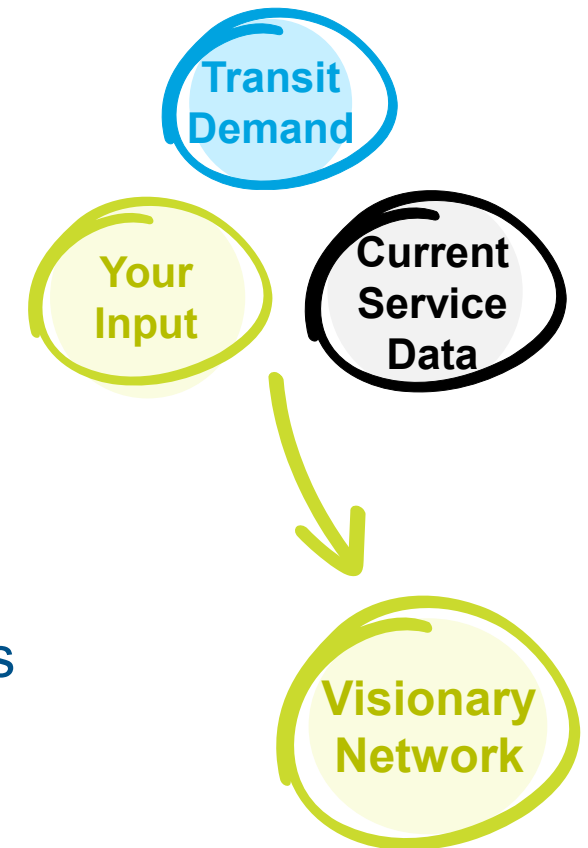 Transit
Demand
Your
Input
Current
Service
Data
s
Visionary
Network